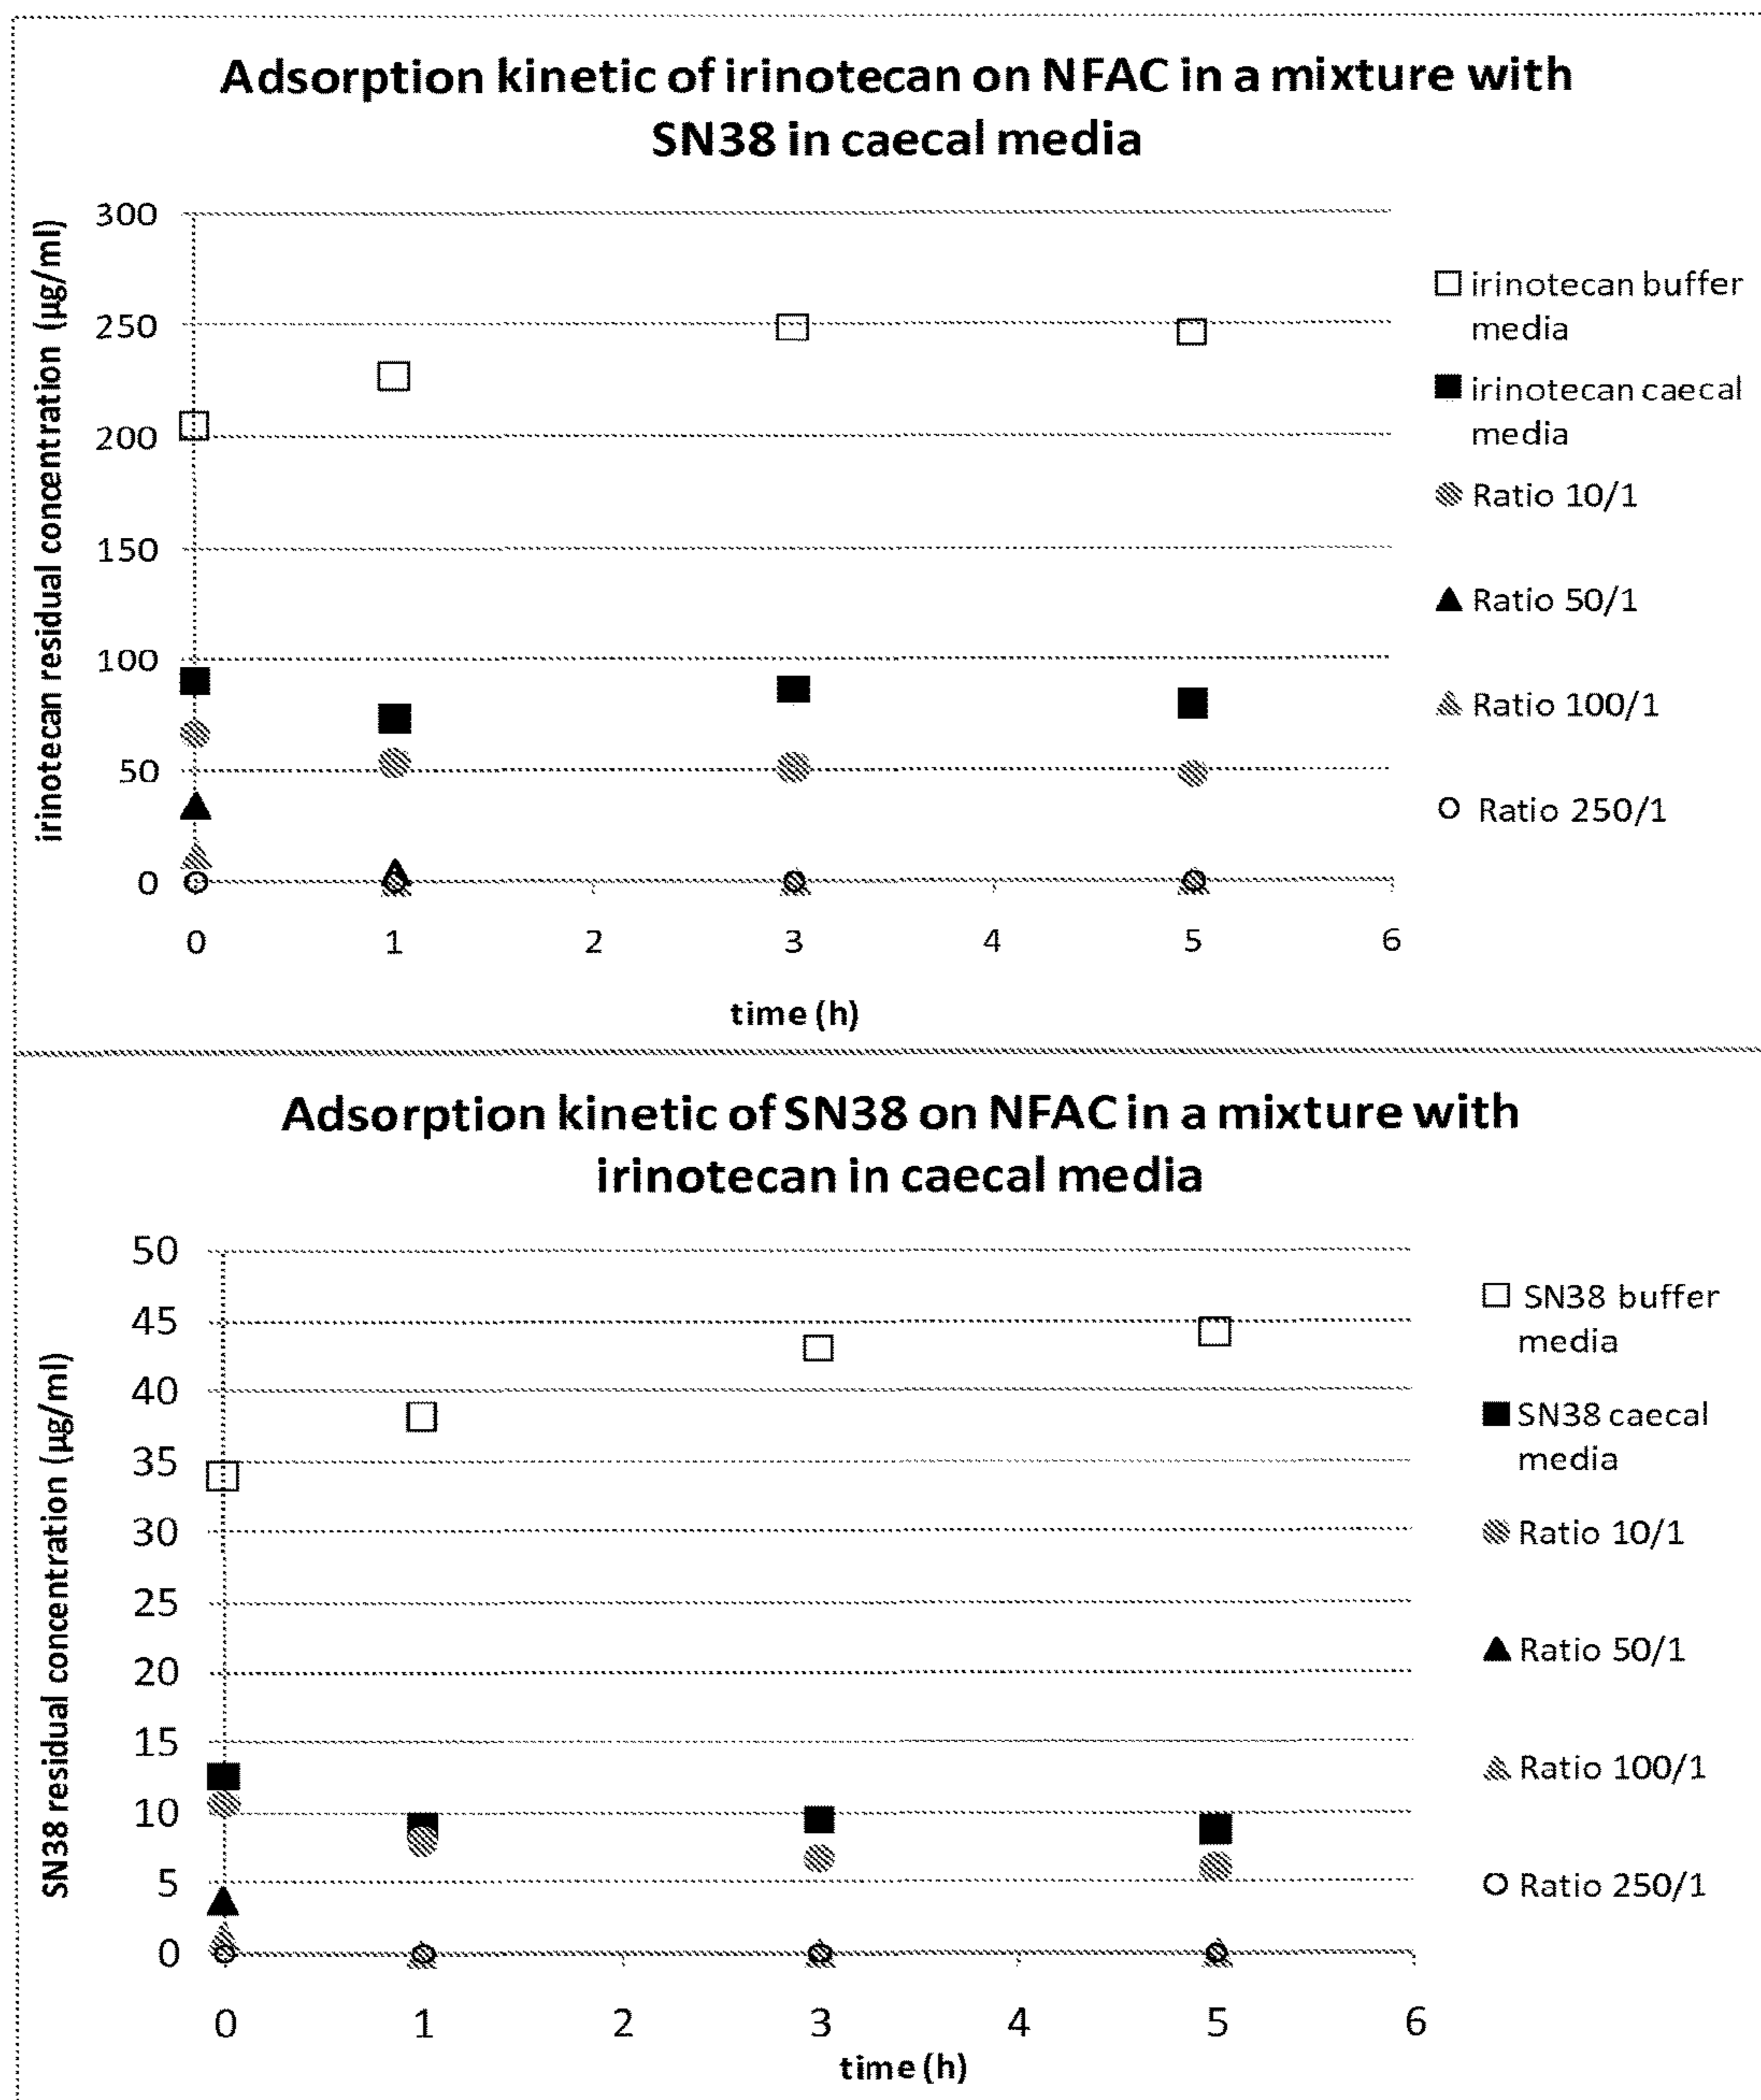 Adsorption kinetic of irinotecan on NFAC in a mixture with
SN38 in caecal media
irinotecan residual concentration (µg/ml)
300
250
200
150
100
50
0
0 1 2 3 4 5 6
time (h)
irinotecan buffer
media
irinotecan caecal
media
Ratio 10/1
Ratio 50/1
Ratio 100/1
Ratio 250/1
Adsorption kinetic of SN38 on NFAC in a mixture with
irinotecan in caecal media
SN38 residual concentration (µg/ml)
50
45
40
35
30
25
20
15
10
5
0
0 1 2 3 4 5 6
time (h)
SN38 buffer
media
SN38 caecal
media
Ratio 10/1
Ratio 50/1
Ratio 100/1
Ratio 250/1